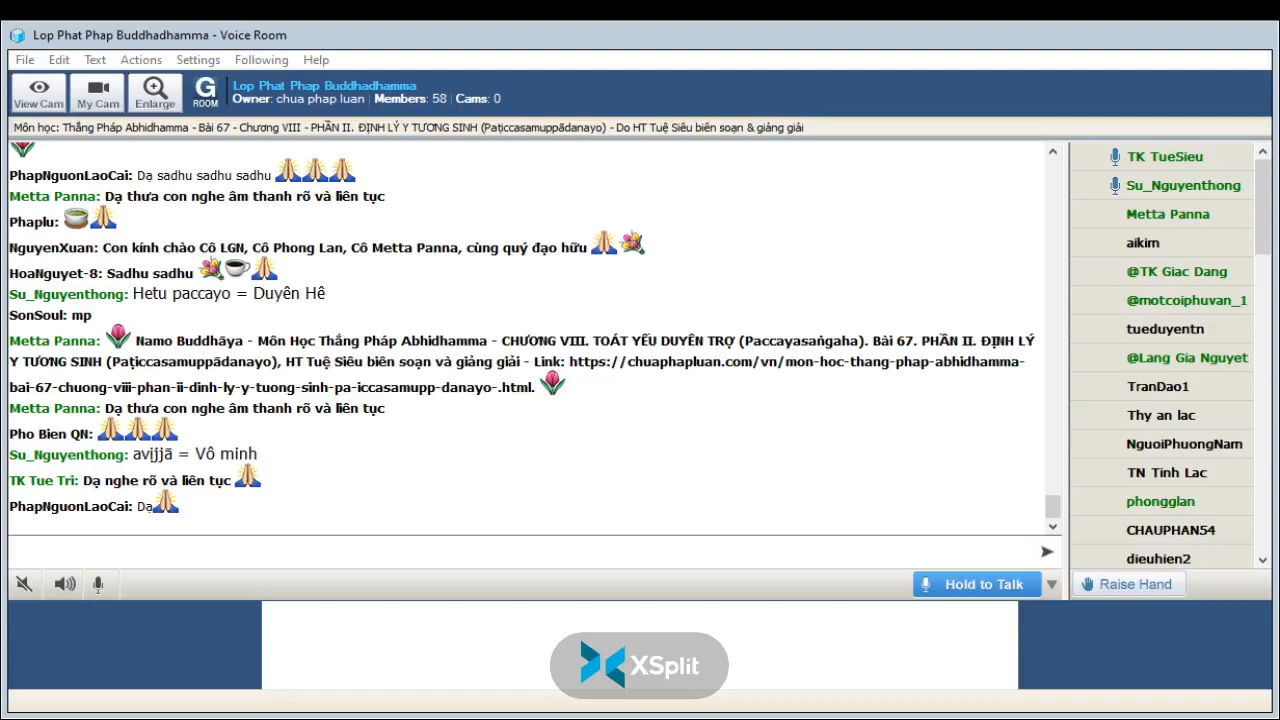 Lop Phat Phap Buddhadhamma - Voice Room
File Edit Text Actions Settings Following Help
View Cam My Cam Enlarge G ROOM
Lop Phat Phap Buddhadhamma
Owner: chua phap luan | Members: 58 | Cams: 0
Môn học: Thắng Pháp Abhidhamma - Bài 67 - Chương VIII - PHẦN II. ĐỊNH LÝ Y TƯƠNG SINH (Paṭiccasamuppādanayo) - Do HT Tuệ Siêu biên soạn & giảng giải
PhapNguonLaoCai: Dạ sadhu sadhu sadhu
Metta Panna: Dạ thưa con nghe âm thanh rõ và liên tục
Phaplu:
NguyenXuan: Con kính chào Cô LGN, Cô Phong Lan, Cô Metta Panna, cùng quý đạo hữu
HoaNguyet-8: Sadhu sadhu
Su_Nguyenthong: Hetu paccayo = Duyên Hê
SonSoul: mp
Metta Panna: Namo Buddhāya - Môn Học Thắng Pháp Abhidhamma - CHƯƠNG VIII. TOÁT YẾU DUYÊN TRỢ (Paccayasaṅgaha). Bài 67. PHẦN II. ĐỊNH LÝ
Y TƯƠNG SINH (Paṭiccasamuppādanayo), HT Tuệ Siêu biên soạn và giảng giải - Link: https://chuaphapluan.com/vn/mon-hoc-thang-phap-abhidhamma-
bai-67-chuong-viii-phan-ii-dinh-ly-y-tuong-sinh-pa-iccasamupp-danayo-.html.
Metta Panna: Dạ thưa con nghe âm thanh rõ và liên tục
Pho Bien QN:
Su_Nguyenthong: avijjā = Vô minh
TK Tue Tri: Dạ nghe rõ và liên tục
PhapNguonLaoCai: Dạ
TK TueSieu
Su_Nguyenthong
Metta Panna
aikim
@TK Giac Dang
@motcoiphuvan_1
tueduyentn
@Lang Gia Nguyet
TranDao1
Thy an lac
NguoiPhuongNam
TN Tinh Lac
phongglan
CHAUPHAN54
dieuhien2
Hold to Talk
Raise Hand
XSplit